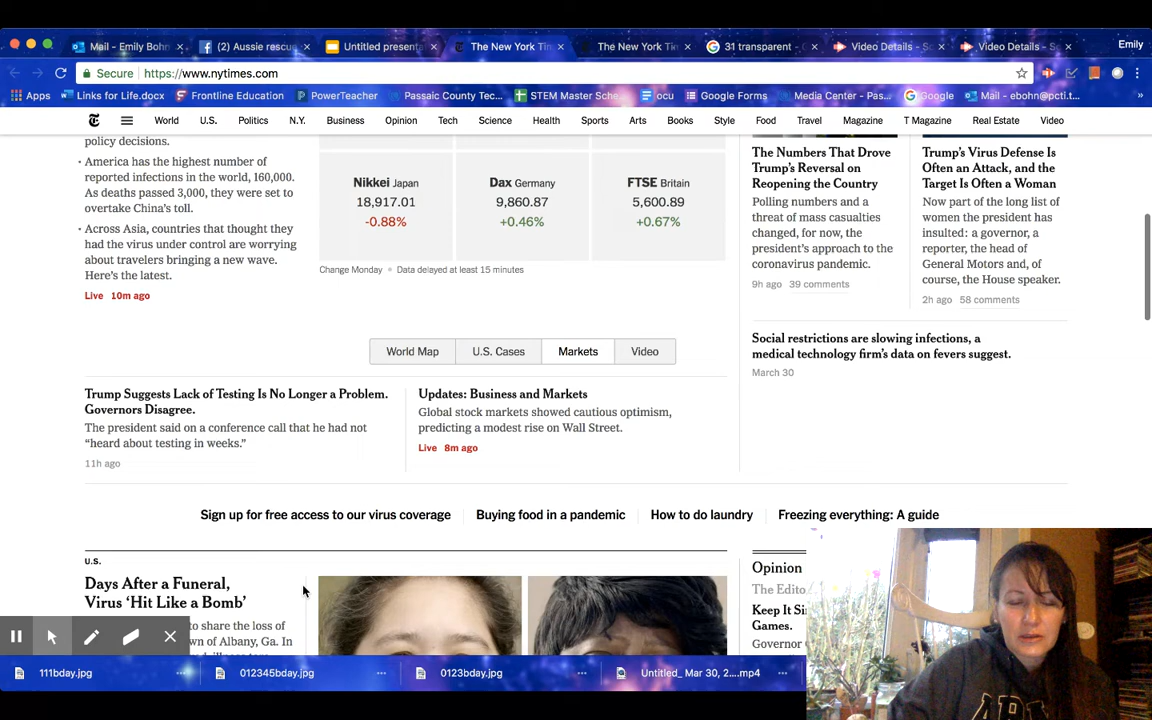 Mail - Emily Bohn
(2) Aussie rescu
Untitled present
The New York Tim
The New York Tim
31 transparent -
Video Details - Sc
Video Details - Sc
Emily
Secure
https://www.nytimes.com
Apps
Links for Life.docx
Frontline Education
PowerTeacher
Passaic County Tec...
STEM Master Sche...
ocu
Google Forms
Media Center - Pas...
Google
Mail - ebohn@pcti.t...
»
World
U.S.
Politics
N.Y.
Business
Opinion
Tech
Science
Health
Sports
Arts
Books
Style
Food
Travel
Magazine
T Magazine
Real Estate
Video
policy decisions.
• America has the highest number of
reported infections in the world, 160,000.
As deaths passed 3,000, they were set to
overtake China's toll.
• Across Asia, countries that thought they
had the virus under control are worrying
about travelers bringing a new wave.
Here's the latest.
Live 10m ago
Nikkei Japan
18,917.01
-0.88%
Dax Germany
9,860.87
+0.46%
FTSE Britain
5,600.89
+0.67%
Change Monday • Data delayed at least 15 minutes
World Map
U.S. Cases
Markets
Video
The Numbers That Drove
Trump's Reversal on
Reopening the Country
Polling numbers and a
threat of mass casualties
changed, for now, the
president's approach to the
coronavirus pandemic.
9h ago 39 comments
Trump's Virus Defense Is
Often an Attack, and the
Target Is Often a Woman
Now part of the long list of
women the president has
insulted: a governor, a
reporter, the head of
General Motors and, of
course, the House speaker.
2h ago 58 comments
Social restrictions are slowing infections, a
medical technology firm's data on fevers suggest.
March 30
Trump Suggests Lack of Testing Is No Longer a Problem.
Governors Disagree.
The president said on a conference call that he had not
“heard about testing in weeks.”
11h ago
Updates: Business and Markets
Global stock markets showed cautious optimism,
predicting a modest rise on Wall Street.
Live 8m ago
Sign up for free access to our virus coverage
Buying food in a pandemic
How to do laundry
Freezing everything: A guide
U.S.
Days After a Funeral,
Virus ‘Hit Like a Bomb’
to share the loss of
wn of Albany, Ga. In
Opinion
The Edito
Keep It Si
Games.
Governor
111bday.jpg
012345bday.jpg
0123bday.jpg
Untitled_ Mar 30, 2....mp4